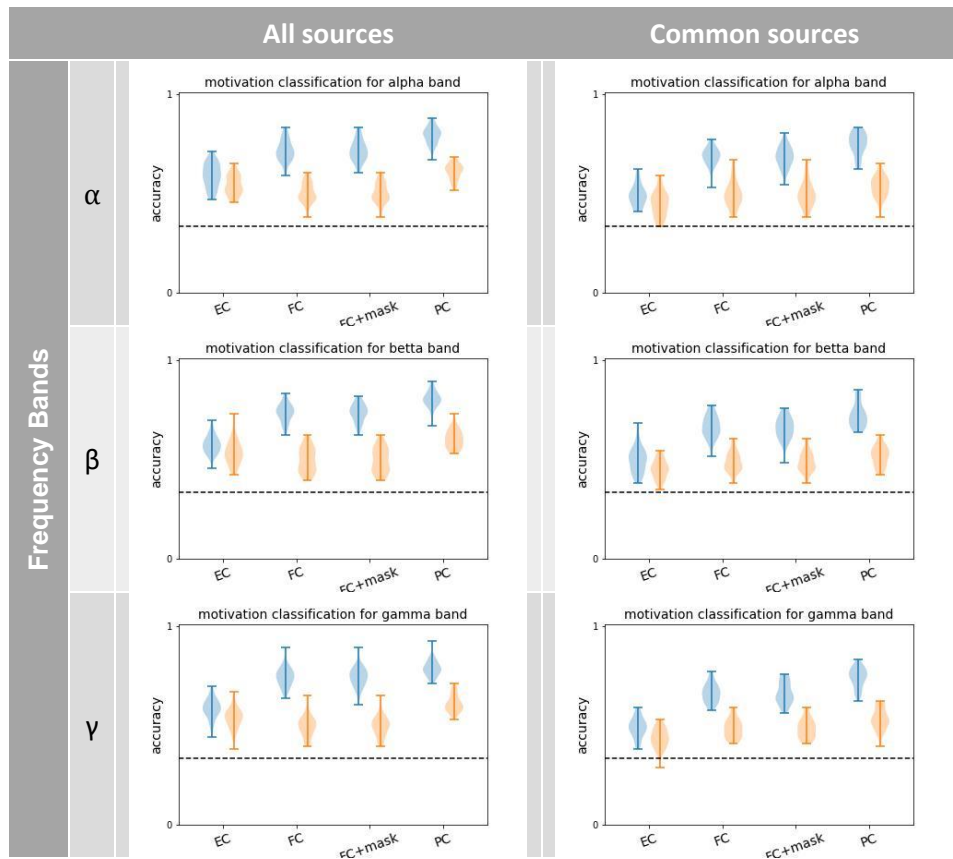 All sources
Common sources
Frequency Bands
α
motivation classification for alpha band
1
accuracy
0
EC
FC
FC+mask
PC
motivation classification for alpha band
1
accuracy
0
EC
FC
FC+mask
PC
β
motivation classification for betta band
1
accuracy
0
EC
FC
FC+mask
PC
motivation classification for betta band
1
accuracy
0
EC
FC
FC+mask
PC
γ
motivation classification for gamma band
1
accuracy
0
EC
FC
FC+mask
PC
motivation classification for gamma band
1
accuracy
0
EC
FC
FC+mask
PC